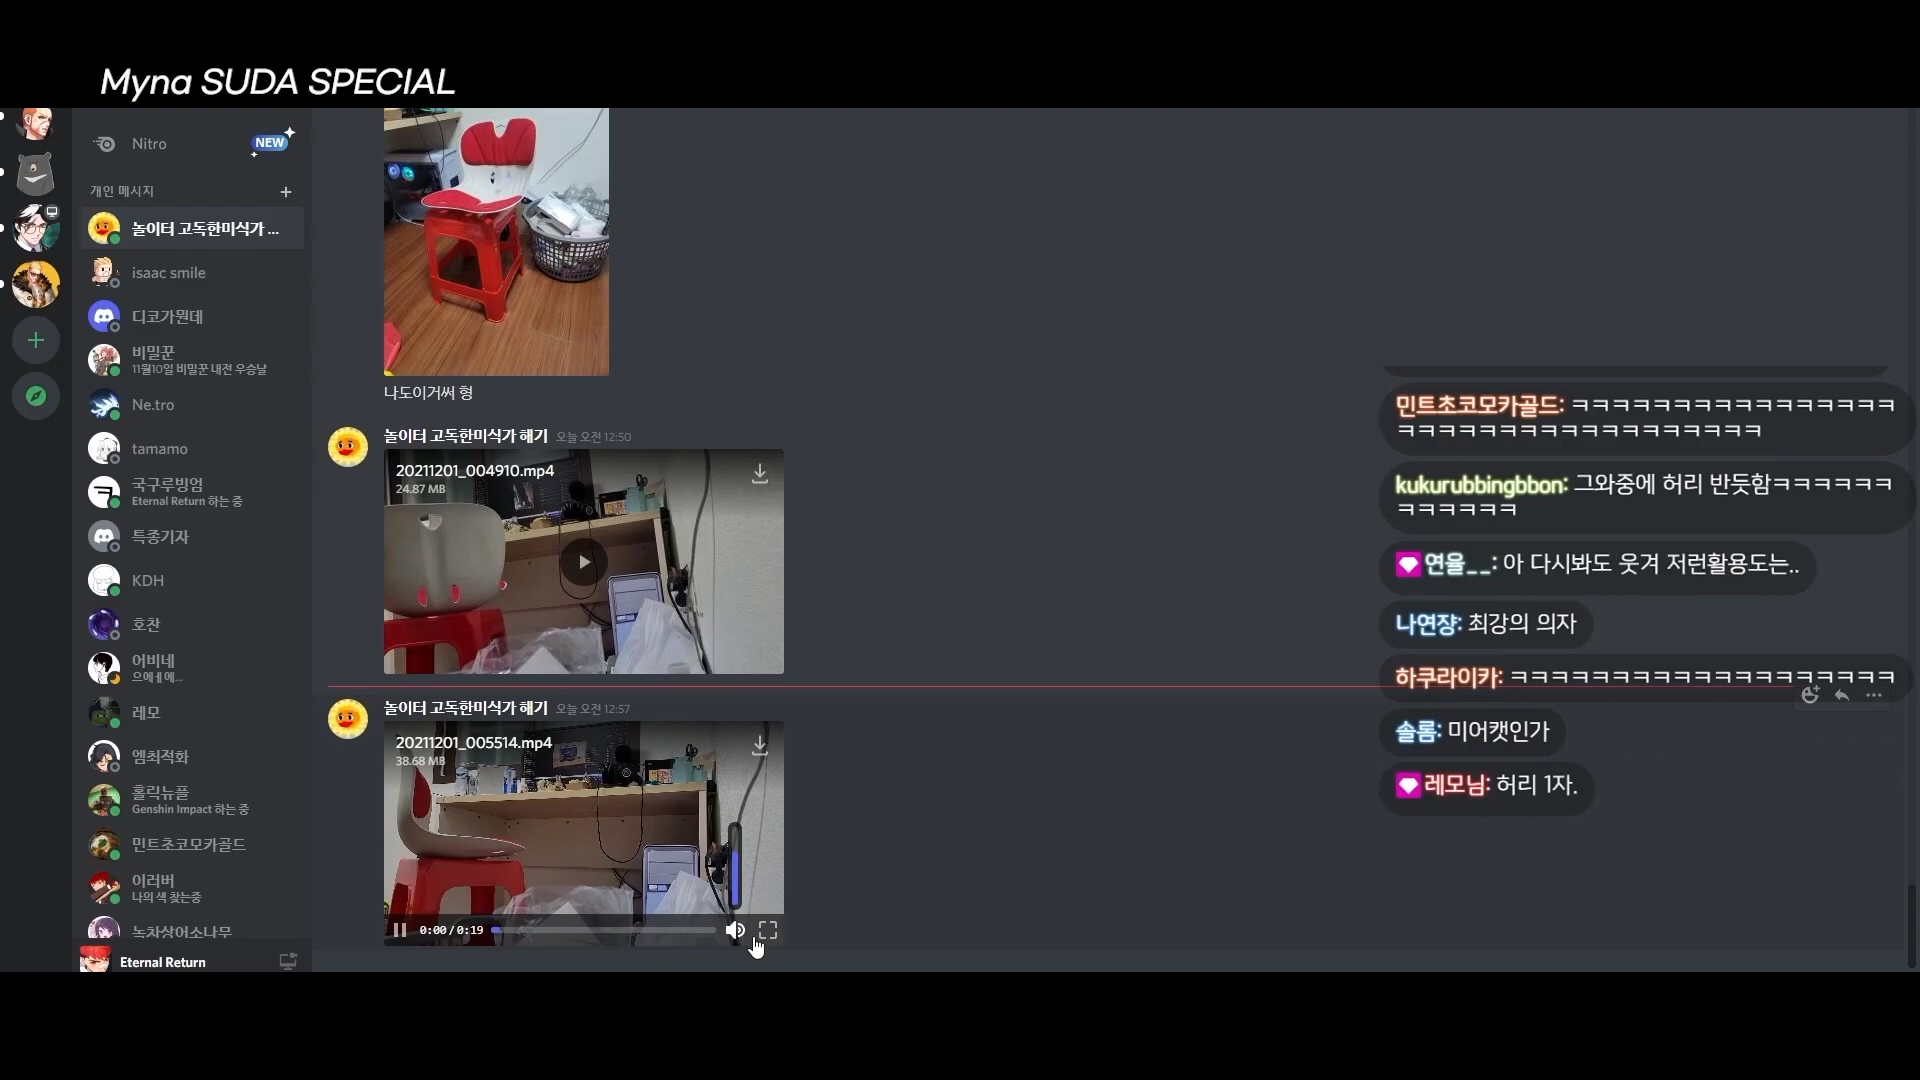 Myna SUDA SPECIAL
Nitro
NEW
개인 메시지
놀이터 고독한미식가 ...
isaac smile
디코가뭔데
비밀꾼
11월10일 비밀꾼 내전 우승날
Ne.tro
tamamo
국구루빙엄
Eternal Return 하는 중
특종기자
KDH
호찬
어비네
레모
엠최적화
홀릭뉴플
Genshin Impact 하는 중
민트초코모카골드
이러버
나의 색 찾는중
녹차상어소나무
Eternal Return
나도이거써 형
놀이터 고독한미식가 해기 오늘 오전 12:50
20211201_004910.mp4
24.87 MB
놀이터 고독한미식가 해기 오늘 오전 12:57
20211201_005514.mp4
38.68 MB
0:00/0:19
민트초코모카골드: ㅋㅋㅋㅋㅋㅋㅋㅋㅋㅋㅋㅋㅋㅋㅋㅋ
ㅋㅋㅋㅋㅋㅋㅋㅋㅋㅋㅋㅋㅋㅋㅋㅋㅋㅋ
kukurubbingbbon: 그와중에 허리 반듯함ㅋㅋㅋㅋㅋㅋ
ㅋㅋㅋㅋㅋㅋ
연율__: 아 다시봐도 웃겨 저런활용도는..
나연쟝: 최강의 의자
하쿠라이카: ㅋㅋㅋㅋㅋㅋㅋㅋㅋㅋㅋㅋㅋㅋㅋㅋㅋㅋㅋ
솔롬: 미어캣인가
레모님: 허리 1자.